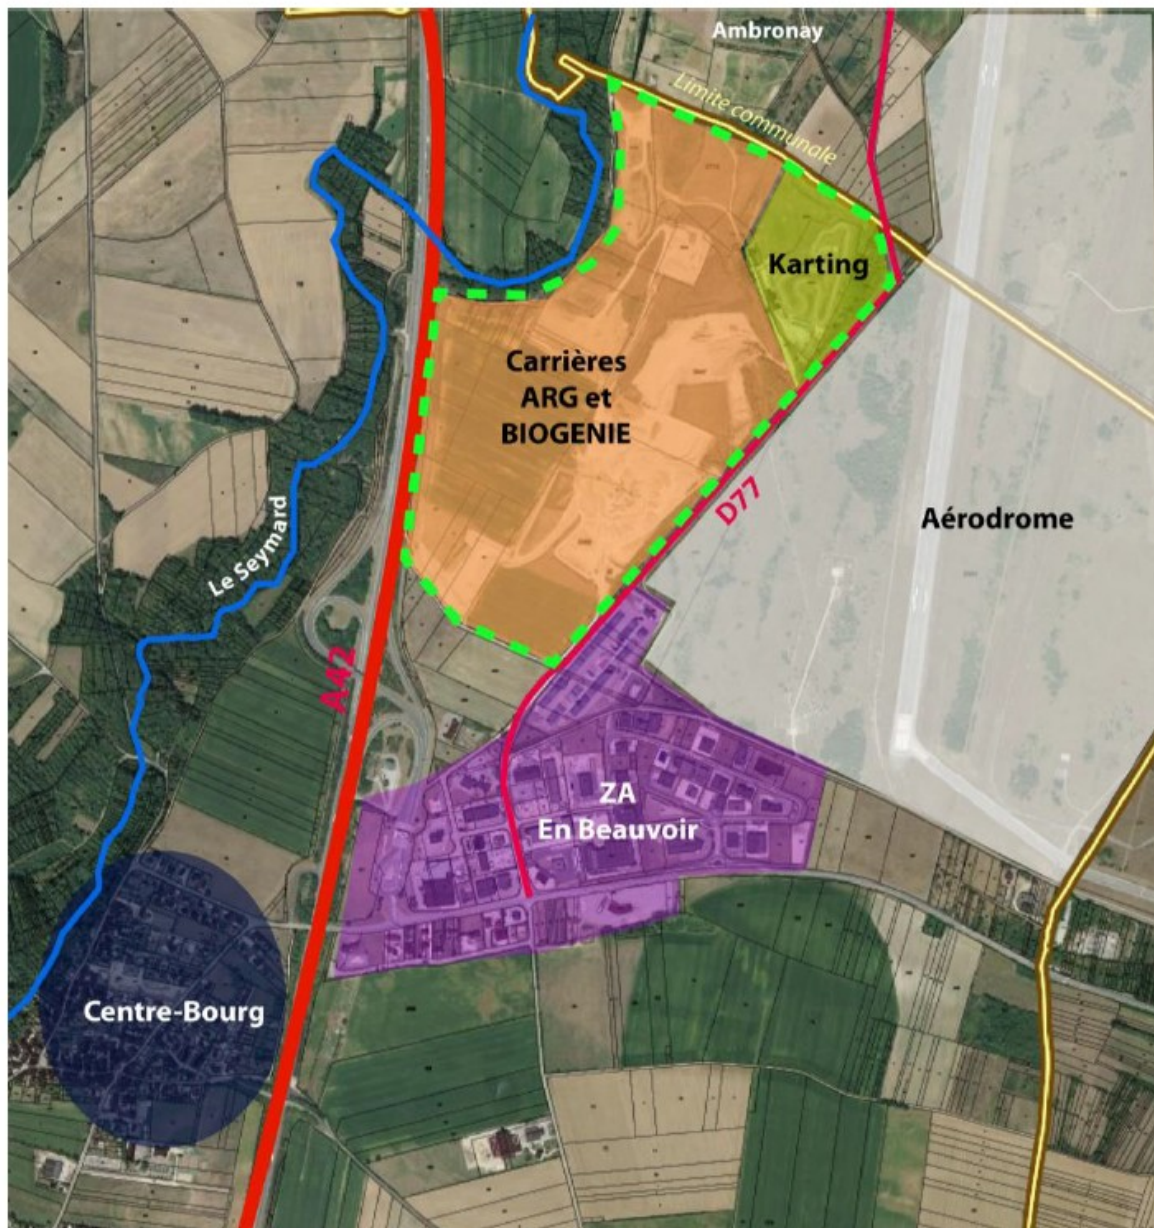 Ambronay
Limite communale
Karting
Carrières
ARG et
BIOGENIE
D77
Aérodrome
Le Seymard
A42
ZA
En Beauvoir
Centre-Bourg